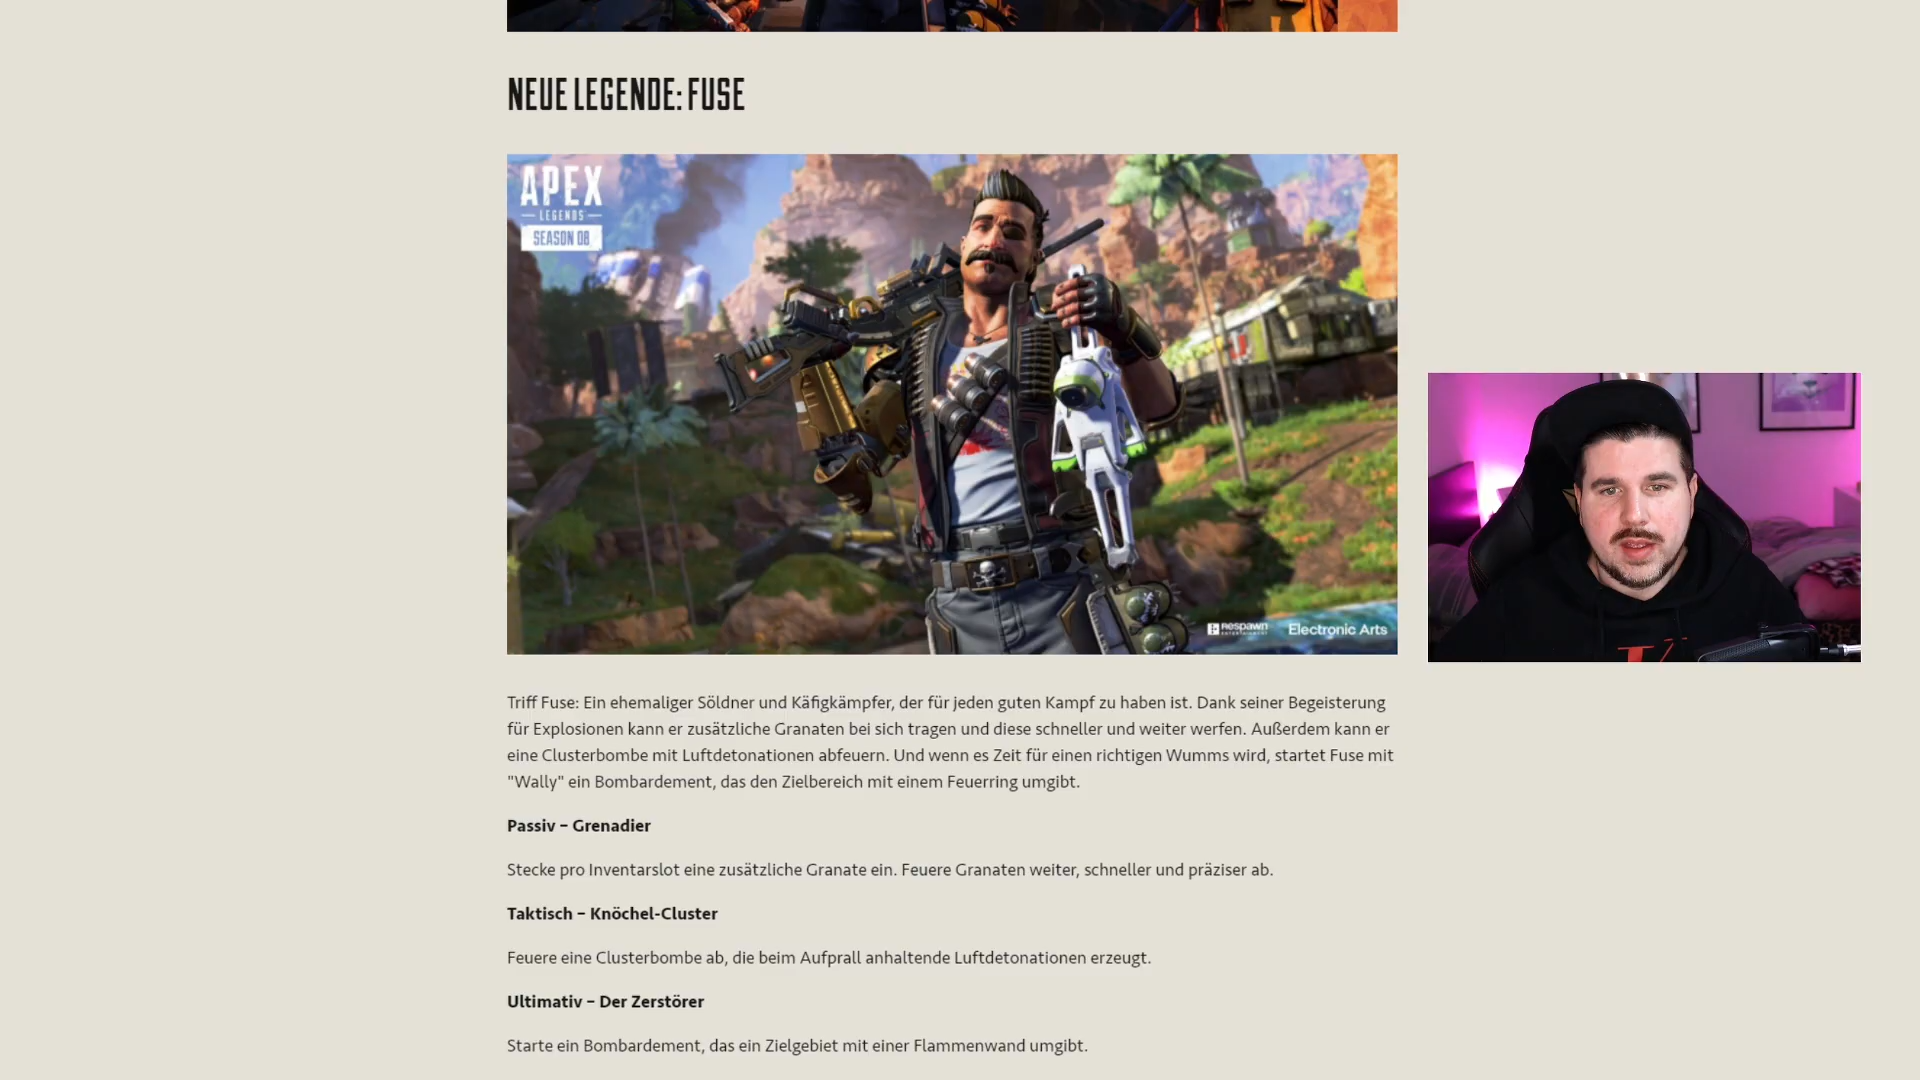 NEUE LEGENDE: FUSE
APEX
LEGENDS
SEASON 08
Respawn
ENTERTAINMENT
Electronic Arts
Triff Fuse: Ein ehemaliger Söldner und Käfigkämpfer, der für jeden guten Kampf zu haben ist. Dank seiner Begeisterung
für Explosionen kann er zusätzliche Granaten bei sich tragen und diese schneller und weiter werfen. Außerdem kann er
eine Clusterbombe mit Luftdetonationen abfeuern. Und wenn es Zeit für einen richtigen Wumms wird, startet Fuse mit
"Wally" ein Bombardement, das den Zielbereich mit einem Feuerring umgibt.
Passiv – Grenadier
Stecke pro Inventarslot eine zusätzliche Granate ein. Feuere Granaten weiter, schneller und präziser ab.
Taktisch – Knöchel-Cluster
Feuere eine Clusterbombe ab, die beim Aufprall anhaltende Luftdetonationen erzeugt.
Ultimativ – Der Zerstörer
Starte ein Bombardement, das ein Zielgebiet mit einer Flammenwand umgibt.